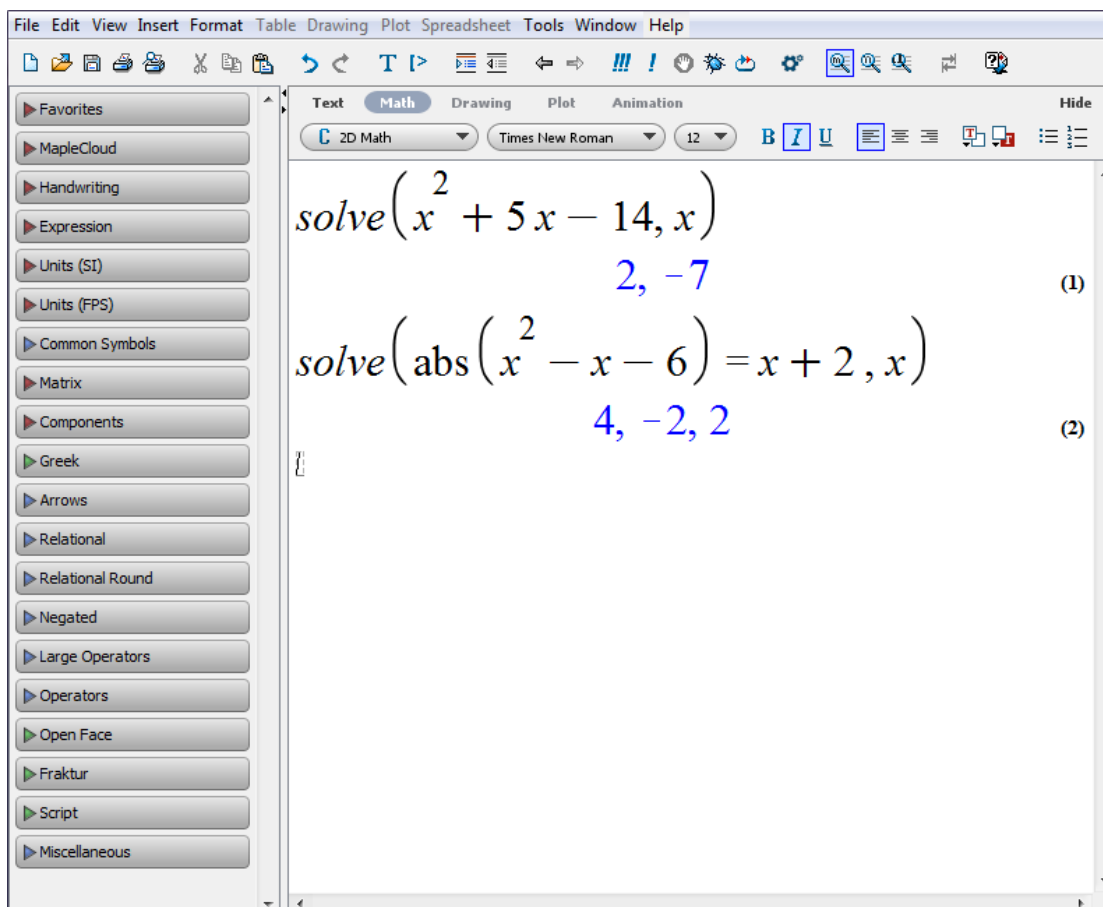 File Edit View Insert Format Table Drawing Plot Spreadsheet Tools Window Help
Favorites
MapleCloud
Handwriting
Expression
Units (SI)
Units (FPS)
Common Symbols
Matrix
Components
Greek
Arrows
Relational
Relational Round
Negated
Large Operators
Operators
Open Face
Fraktur
Script
Miscellaneous
Text Math Drawing Plot Animation Hide
C 2D Math Times New Roman 12 B I U
solve(x² + 5 x − 14, x)
2, −7 (1)
solve(abs(x² − x − 6) = x + 2 , x)
4, −2, 2 (2)